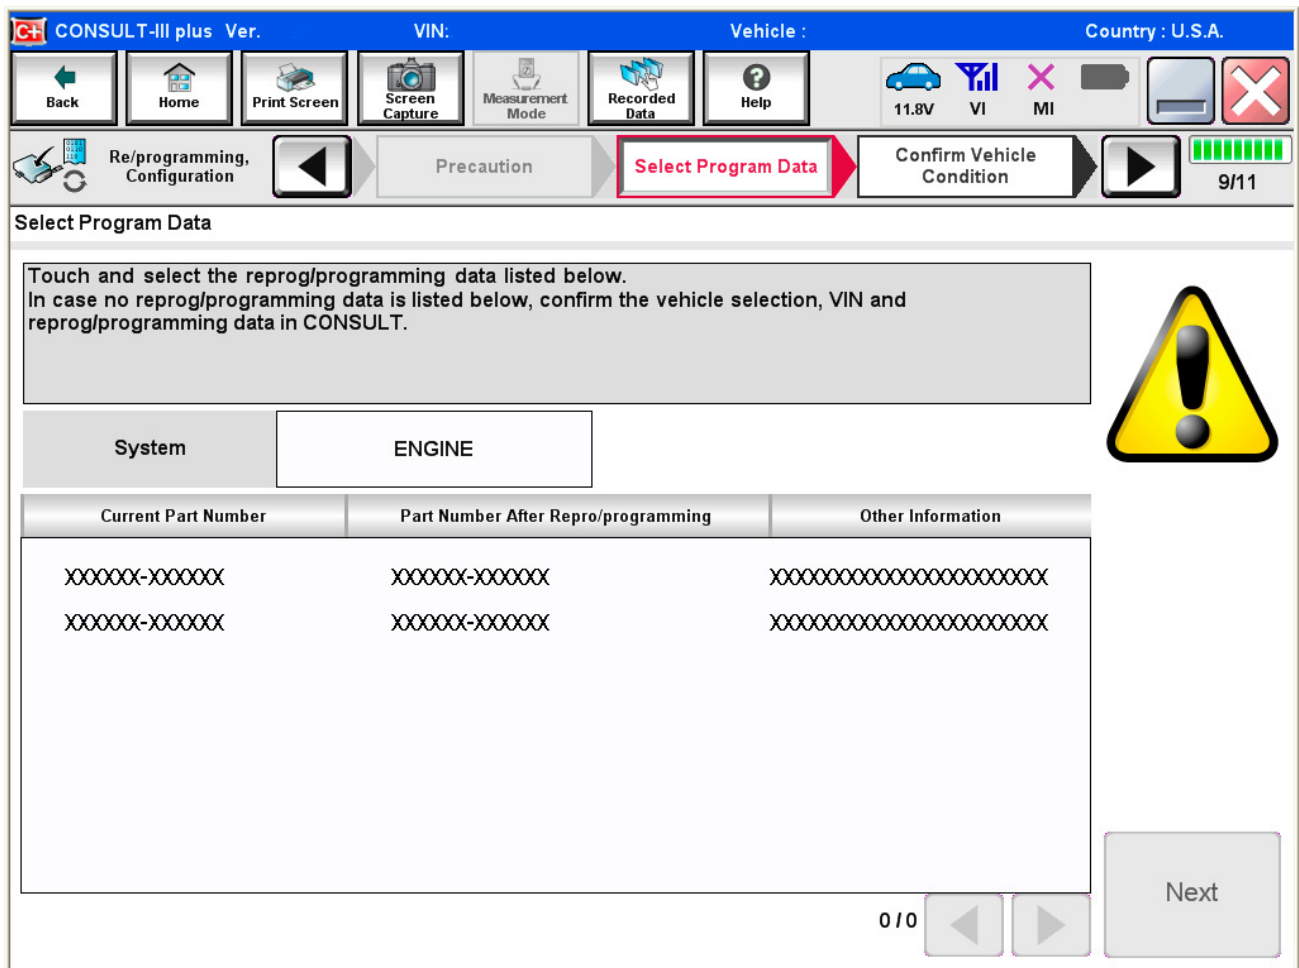 C+ CONSULT-III plus Ver. VIN: Vehicle : Country : U.S.A.
Back
Home
Print Screen
Screen
Capture
Measurement
Mode
Recorded
Data
Help
11.8V
VI
MI
Re/programming,
Configuration
Precaution
Select Program Data
Confirm Vehicle
Condition
9/11
Select Program Data
Touch and select the reprog/programming data listed below.
In case no reprog/programming data is listed below, confirm the vehicle selection, VIN and
reprog/programming data in CONSULT.
System ENGINE
Current Part Number Part Number After Repro/programming Other Information
XXXXXX-XXXXXX XXXXXX-XXXXXX XXXXXXXXXXXXXXXXXXXXXX
XXXXXX-XXXXXX XXXXXX-XXXXXX XXXXXXXXXXXXXXXXXXXXXX
Next
0/0